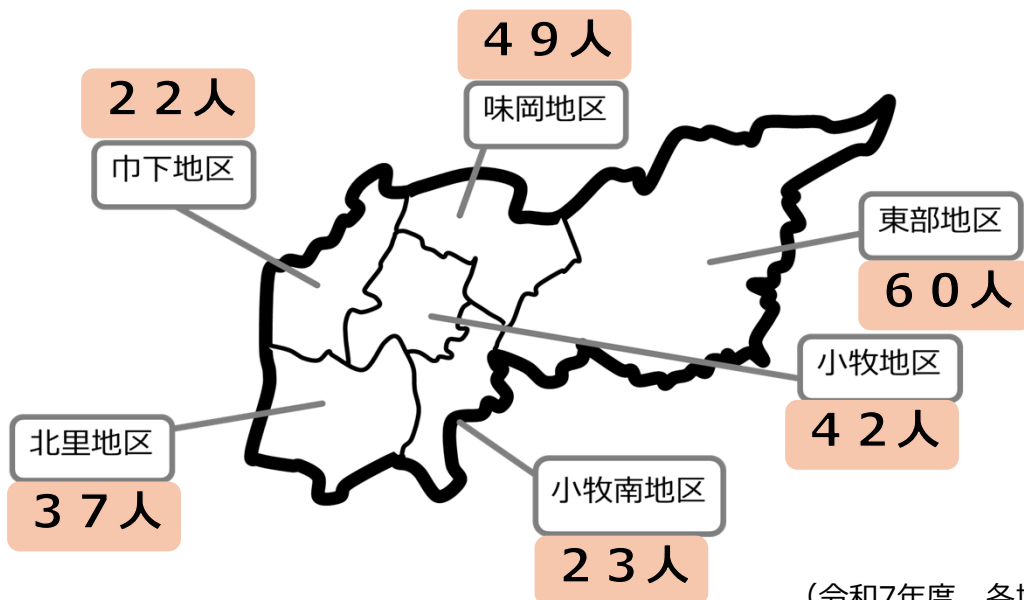 ４９人
味岡地区
２２人
巾下地区
東部地区
６０人
小牧地区
４２人
北里地区
３７人
小牧南地区
２３人
（令和7年度　各